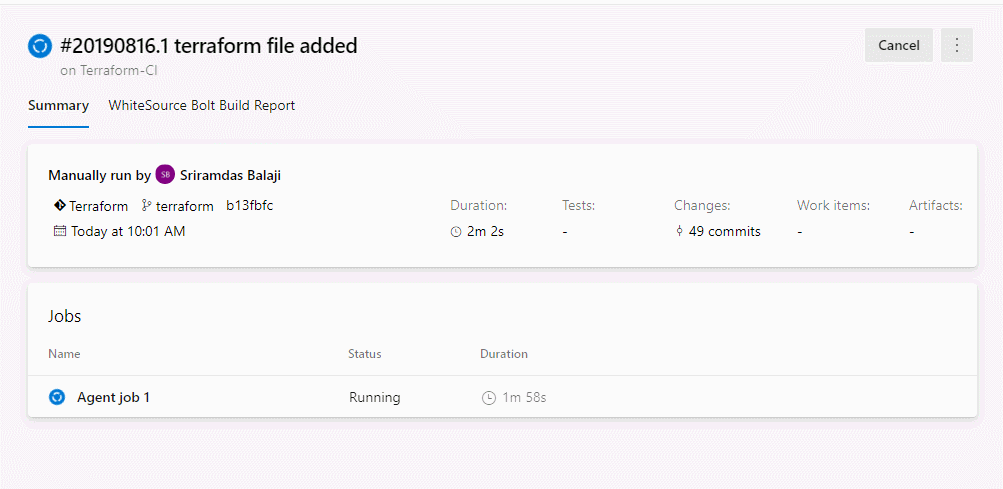 #20190816.1 terraform file added
Cancel
on Terraform-CI
Summary WhiteSource Bolt Build Report
Manually run by SB Sriramdas Balaji
Terraform terraform b13fbfc
Duration: Tests: Changes: Work items: Artifacts:
Today at 10:01 AM
2m 2s - 49 commits - -
Jobs
Name Status Duration
Agent job 1 Running 1m 58s